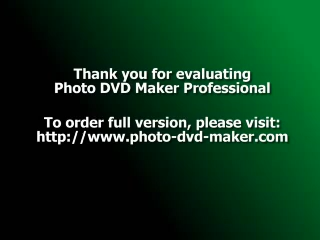 Thank you for evaluating
Photo DVD Maker Professional
To order full version, please visit:
http://www.photo-dvd-maker.com